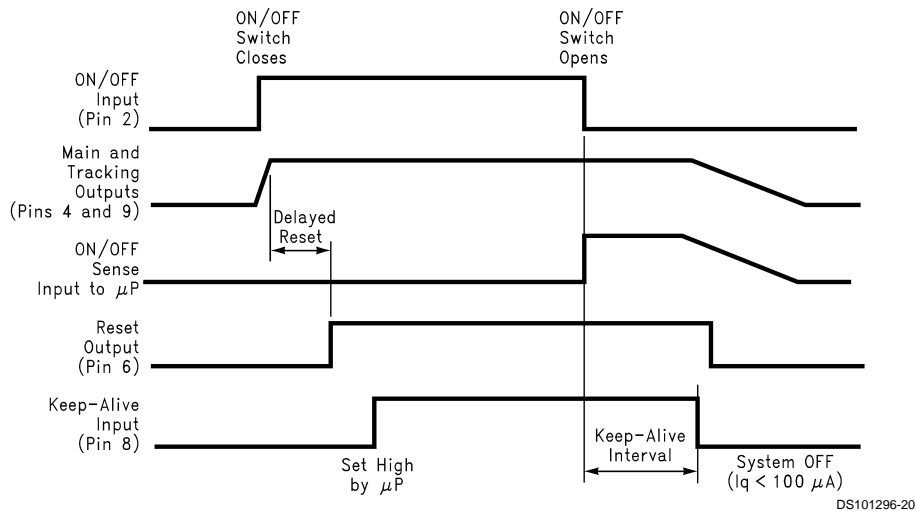 ON/OFF
Switch
Closes
ON/OFF
Switch
Opens
ON/OFF
Input
(Pin 2)
Main and
Tracking
Outputs
(Pins 4 and 9)
Delayed
Reset
ON/OFF
Sense
Input to μP
Reset
Output
(Pin 6)
Keep-Alive
Input
(Pin 8)
Set High
by μP
Keep-Alive
Interval
System OFF
(Iq < 100 μA)
DS101296-20